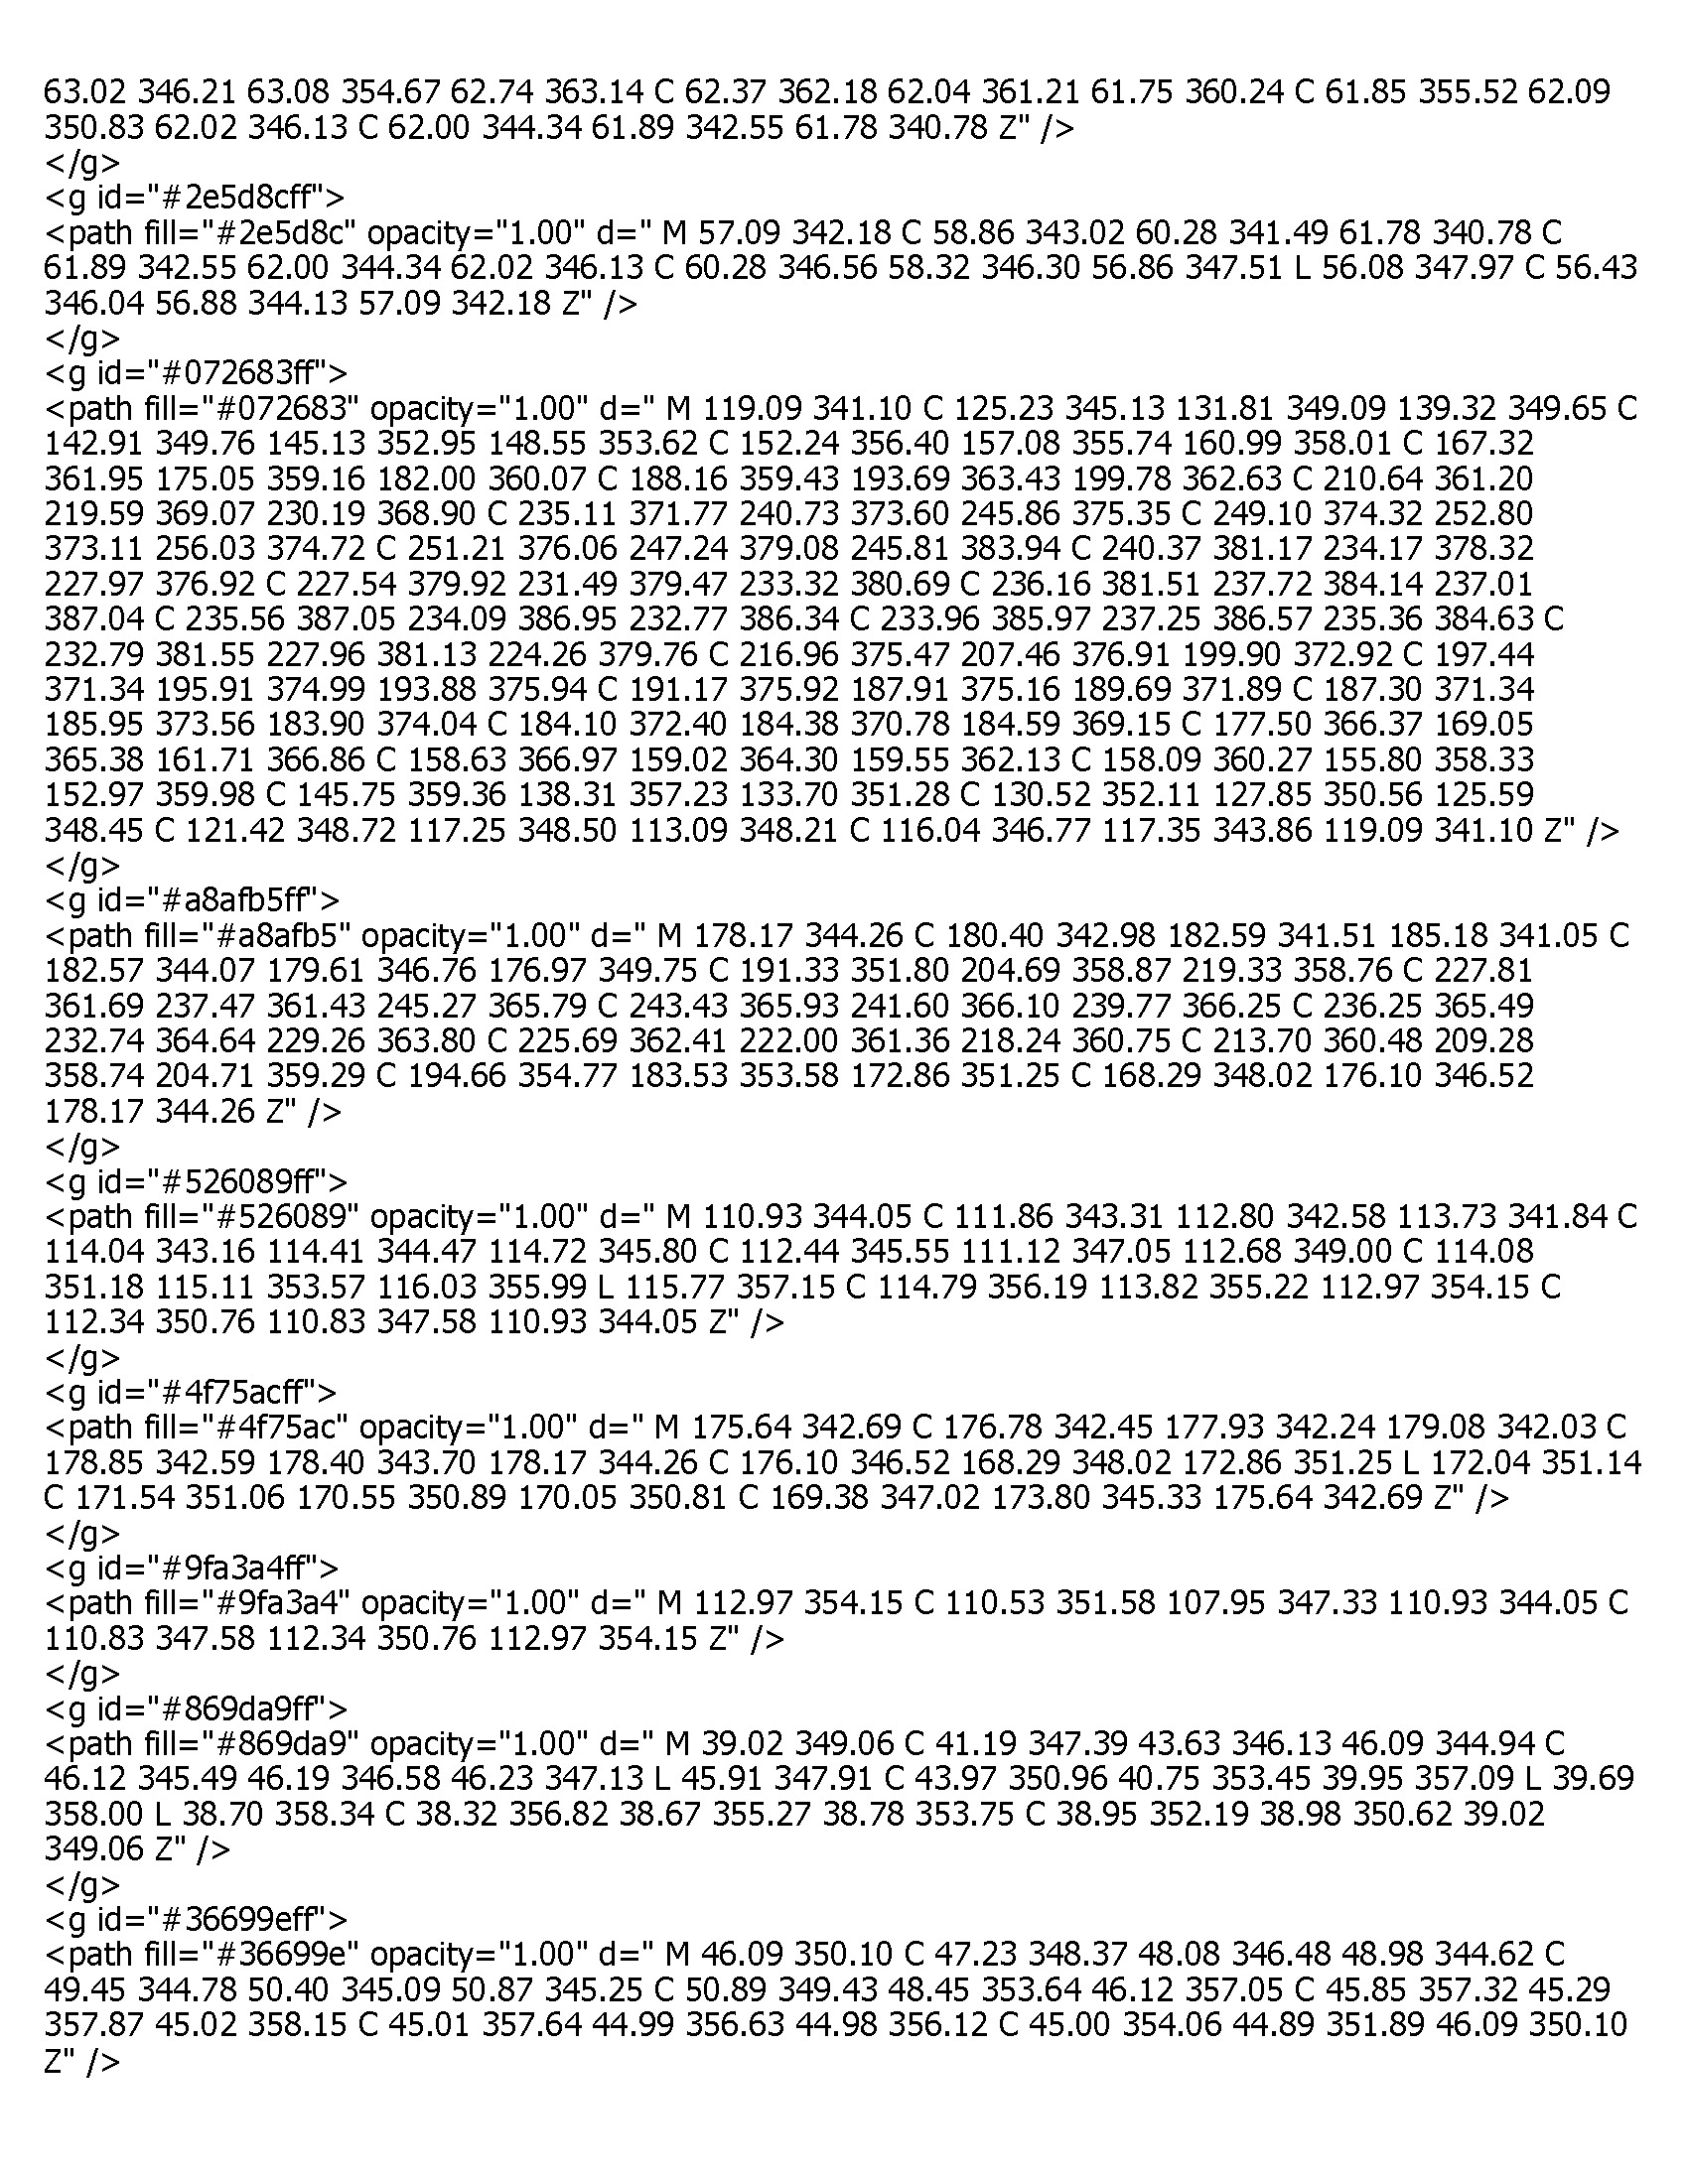 63.02 346.21 63.08 354.67 62.74 363.14 C 62.37 362.18 62.04 361.21 61.75 360.24 C 61.85 355.52 62.09
350.83 62.02 346.13 C 62.00 344.34 61.89 342.55 61.78 340.78 Z" />
</g>
<g id="#2e5d8cff">
<path fill="#2e5d8c" opacity="1.00" d=" M 57.09 342.18 C 58.86 343.02 60.28 341.49 61.78 340.78 C
61.89 342.55 62.00 344.34 62.02 346.13 C 60.28 346.56 58.32 346.30 56.86 347.51 L 56.08 347.97 C 56.43
346.04 56.88 344.13 57.09 342.18 Z" />
</g>
<g id="#072683ff">
<path fill="#072683" opacity="1.00" d=" M 119.09 341.10 C 125.23 345.13 131.81 349.09 139.32 349.65 C
142.91 349.76 145.13 352.95 148.55 353.62 C 152.24 356.40 157.08 355.74 160.99 358.01 C 167.32
361.95 175.05 359.16 182.00 360.07 C 188.16 359.43 193.69 363.43 199.78 362.63 C 210.64 361.20
219.59 369.07 230.19 368.90 C 235.11 371.77 240.73 373.60 245.86 375.35 C 249.10 374.32 252.80
373.11 256.03 374.72 C 251.21 376.06 247.24 379.08 245.81 383.94 C 240.37 381.17 234.17 378.32
227.97 376.92 C 227.54 379.92 231.49 379.47 233.32 380.69 C 236.16 381.51 237.72 384.14 237.01
387.04 C 235.56 387.05 234.09 386.95 232.77 386.34 C 233.96 385.97 237.25 386.57 235.36 384.63 C
232.79 381.55 227.96 381.13 224.26 379.76 C 216.96 375.47 207.46 376.91 199.90 372.92 C 197.44
371.34 195.91 374.99 193.88 375.94 C 191.17 375.92 187.91 375.16 189.69 371.89 C 187.30 371.34
185.95 373.56 183.90 374.04 C 184.10 372.40 184.38 370.78 184.59 369.15 C 177.50 366.37 169.05
365.38 161.71 366.86 C 158.63 366.97 159.02 364.30 159.55 362.13 C 158.09 360.27 155.80 358.33
152.97 359.98 C 145.75 359.36 138.31 357.23 133.70 351.28 C 130.52 352.11 127.85 350.56 125.59
348.45 C 121.42 348.72 117.25 348.50 113.09 348.21 C 116.04 346.77 117.35 343.86 119.09 341.10 Z" />
</g>
<g id="#a8afb5ff">
<path fill="#a8afb5" opacity="1.00" d=" M 178.17 344.26 C 180.40 342.98 182.59 341.51 185.18 341.05 C
182.57 344.07 179.61 346.76 176.97 349.75 C 191.33 351.80 204.69 358.87 219.33 358.76 C 227.81
361.69 237.47 361.43 245.27 365.79 C 243.43 365.93 241.60 366.10 239.77 366.25 C 236.25 365.49
232.74 364.64 229.26 363.80 C 225.69 362.41 222.00 361.36 218.24 360.75 C 213.70 360.48 209.28
358.74 204.71 359.29 C 194.66 354.77 183.53 353.58 172.86 351.25 C 168.29 348.02 176.10 346.52
178.17 344.26 Z" />
</g>
<g id="#526089ff">
<path fill="#526089" opacity="1.00" d=" M 110.93 344.05 C 111.86 343.31 112.80 342.58 113.73 341.84 C
114.04 343.16 114.41 344.47 114.72 345.80 C 112.44 345.55 111.12 347.05 112.68 349.00 C 114.08
351.18 115.11 353.57 116.03 355.99 L 115.77 357.15 C 114.79 356.19 113.82 355.22 112.97 354.15 C
112.34 350.76 110.83 347.58 110.93 344.05 Z" />
</g>
<g id="#4f75acff">
<path fill="#4f75ac" opacity="1.00" d=" M 175.64 342.69 C 176.78 342.45 177.93 342.24 179.08 342.03 C
178.85 342.59 178.40 343.70 178.17 344.26 C 176.10 346.52 168.29 348.02 172.86 351.25 L 172.04 351.14
C 171.54 351.06 170.55 350.89 170.05 350.81 C 169.38 347.02 173.80 345.33 175.64 342.69 Z" />
</g>
<g id="#9fa3a4ff">
<path fill="#9fa3a4" opacity="1.00" d=" M 112.97 354.15 C 110.53 351.58 107.95 347.33 110.93 344.05 C
110.83 347.58 112.34 350.76 112.97 354.15 Z" />
</g>
<g id="#869da9ff">
<path fill="#869da9" opacity="1.00" d=" M 39.02 349.06 C 41.19 347.39 43.63 346.13 46.09 344.94 C
46.12 345.49 46.19 346.58 46.23 347.13 L 45.91 347.91 C 43.97 350.96 40.75 353.45 39.95 357.09 L 39.69
358.00 L 38.70 358.34 C 38.32 356.82 38.67 355.27 38.78 353.75 C 38.95 352.19 38.98 350.62 39.02
349.06 Z" />
</g>
<g id="#36699eff">
<path fill="#36699e" opacity="1.00" d=" M 46.09 350.10 C 47.23 348.37 48.08 346.48 48.98 344.62 C
49.45 344.78 50.40 345.09 50.87 345.25 C 50.89 349.43 48.45 353.64 46.12 357.05 C 45.85 357.32 45.29
357.87 45.02 358.15 C 45.01 357.64 44.99 356.63 44.98 356.12 C 45.00 354.06 44.89 351.89 46.09 350.10
Z" />